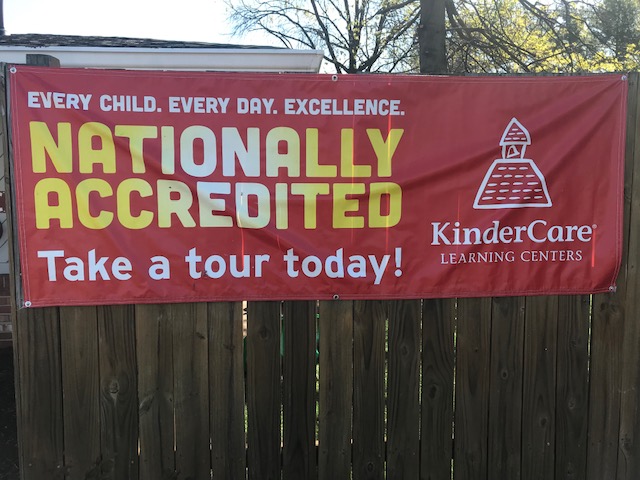 EVERY CHILD. EVERY DAY. EXCELLENCE.
NATIONALLY
ACCREDITED
Take a tour today!
KinderCare®
LEARNING CENTERS